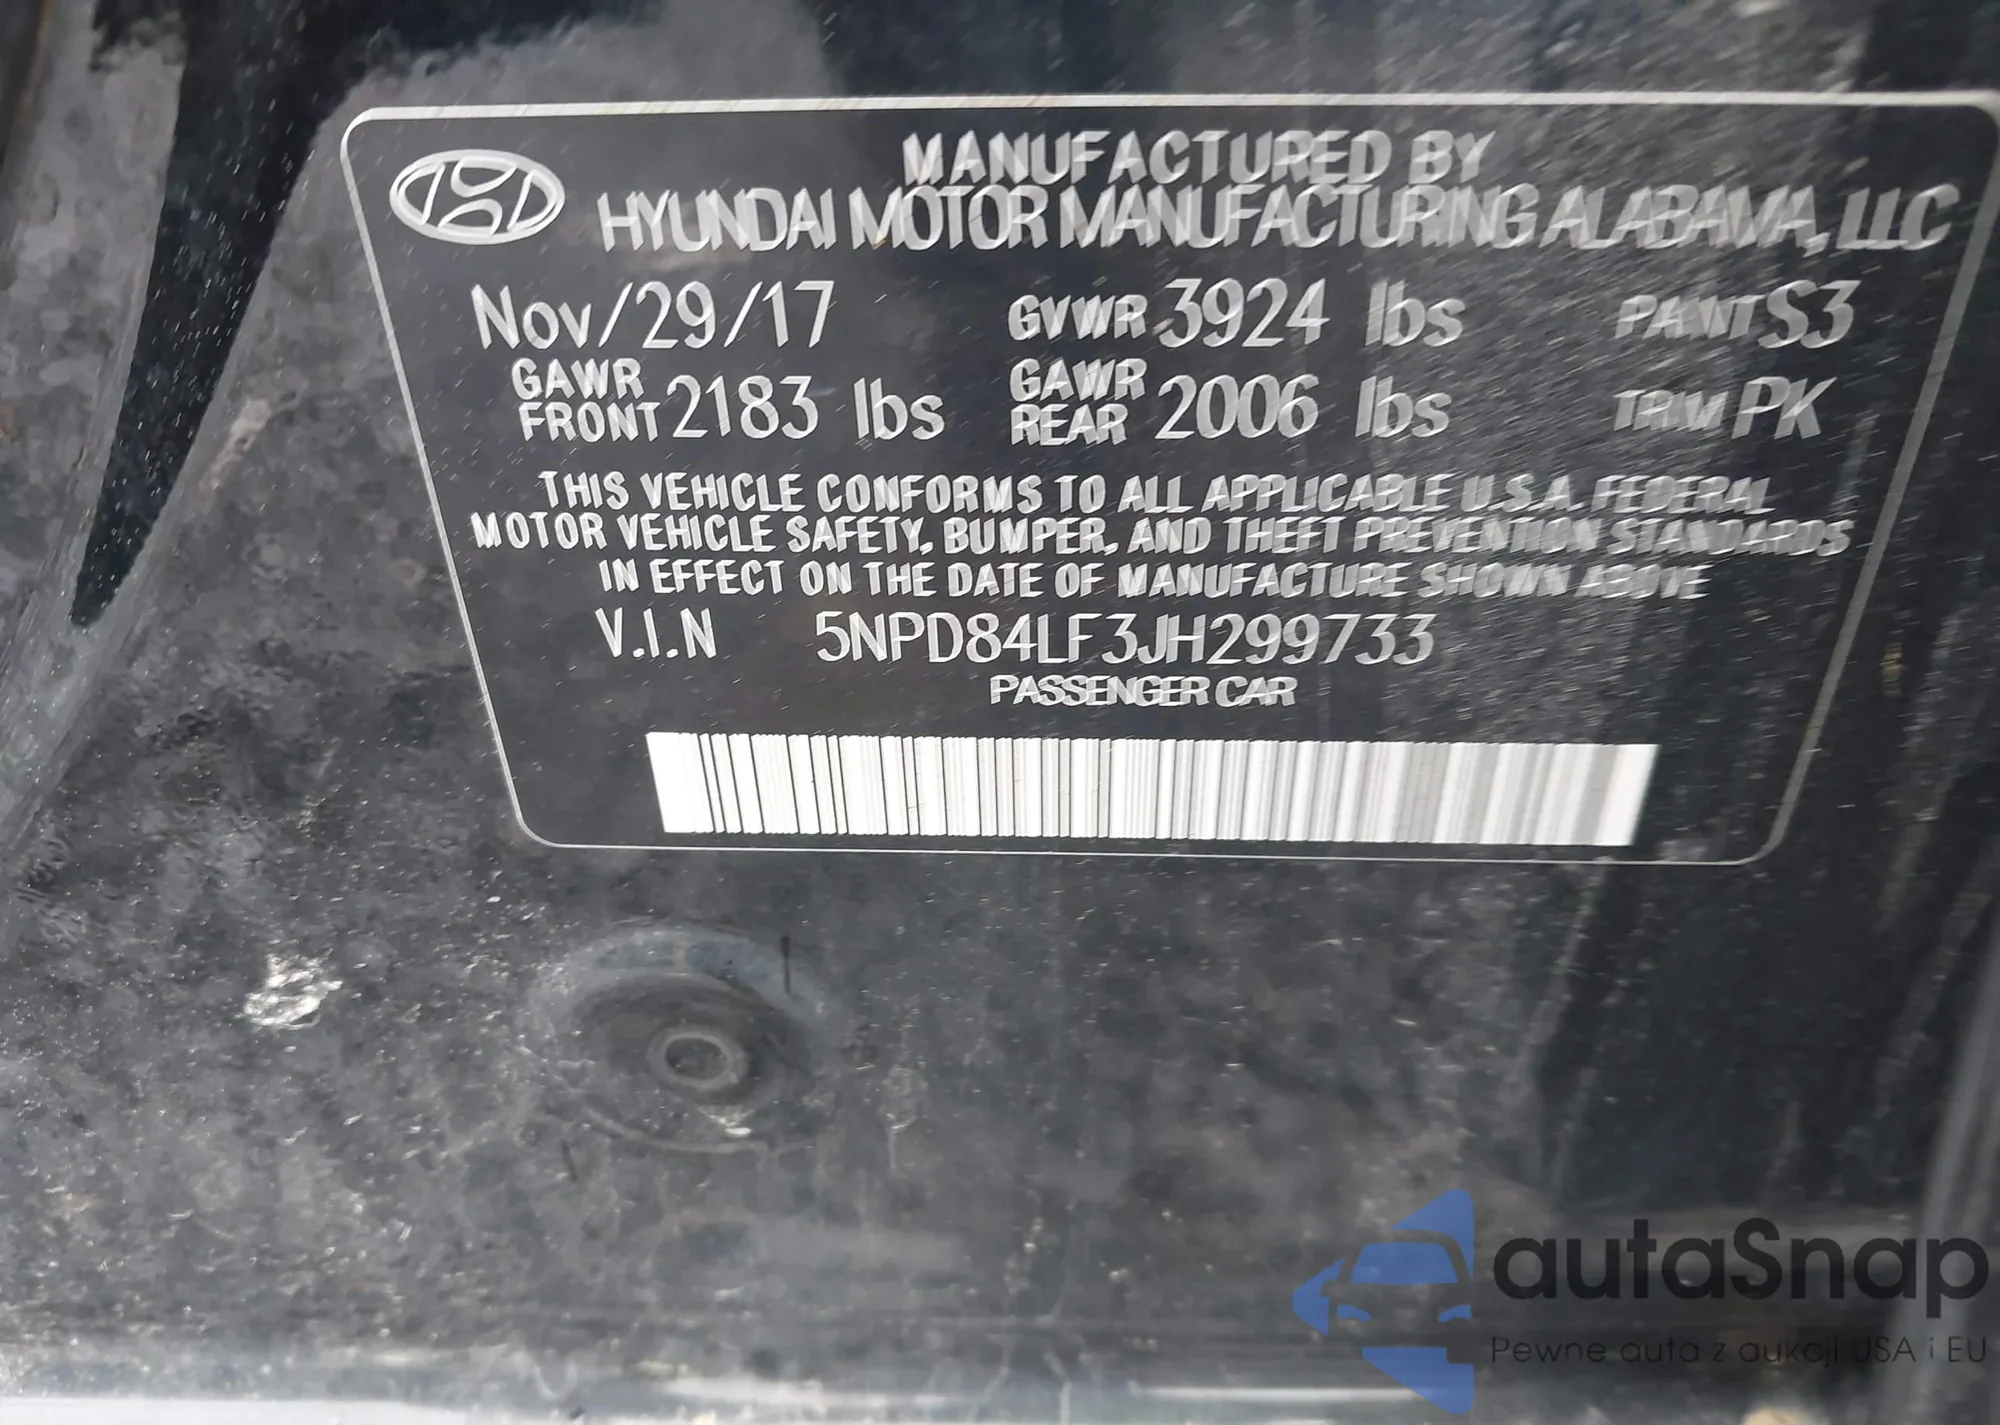 MANUFACTURED BY
HYUNDAI MOTOR MANUFACTURING ALABAMA, LLC
Nov/29/17 GVWR 3924 lbs PAINT S3
GAWR FRONT 2183 lbs GAWR REAR 2006 lbs TRIM PK
THIS VEHICLE CONFORMS TO ALL APPLICABLE U.S.A. FEDERAL
MOTOR VEHICLE SAFETY, BUMPER, AND THEFT PREVENTION STANDARDS
IN EFFECT ON THE DATE OF MANUFACTURE SHOWN ABOVE
V.I.N 5NPD84LF3JH299733
PASSENGER CAR
autaSnap
Pewne auta z aukcji USA i EU